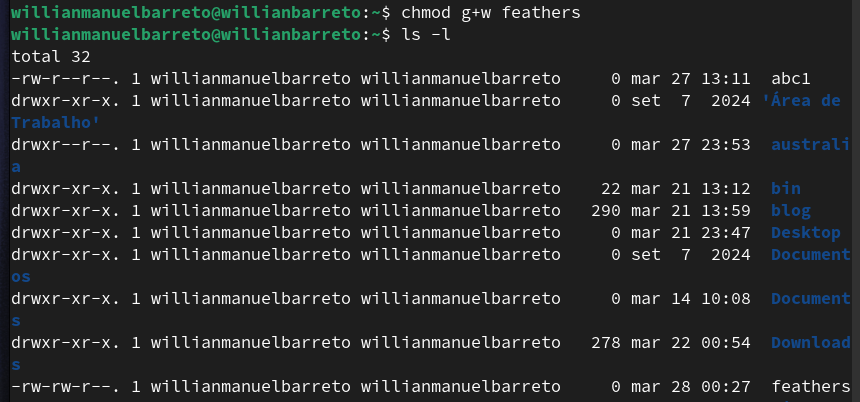 willianmanuelbarreto@willianbarreto:~$ chmod g+w feathers
willianmanuelbarreto@willianbarreto:~$ ls -l
total 32
-rw-r--r--. 1 willianmanuelbarreto willianmanuelbarreto     0 mar 27 13:11  abc1
drwxr-xr-x. 1 willianmanuelbarreto willianmanuelbarreto     0 set  7  2024 'Área de
Trabalho'
drwxr--r--. 1 willianmanuelbarreto willianmanuelbarreto     0 mar 27 23:53  australi
a
drwxr-xr-x. 1 willianmanuelbarreto willianmanuelbarreto    22 mar 21 13:12  bin
drwxr-xr-x. 1 willianmanuelbarreto willianmanuelbarreto   290 mar 21 13:59  blog
drwxr-xr-x. 1 willianmanuelbarreto willianmanuelbarreto     0 mar 21 23:47  Desktop
drwxr-xr-x. 1 willianmanuelbarreto willianmanuelbarreto     0 set  7  2024  Document
os
drwxr-xr-x. 1 willianmanuelbarreto willianmanuelbarreto     0 mar 14 10:08  Document
s
drwxr-xr-x. 1 willianmanuelbarreto willianmanuelbarreto   278 mar 22 00:54  Download
s
-rw-rw-r--. 1 willianmanuelbarreto willianmanuelbarreto     0 mar 28 00:27  feathers